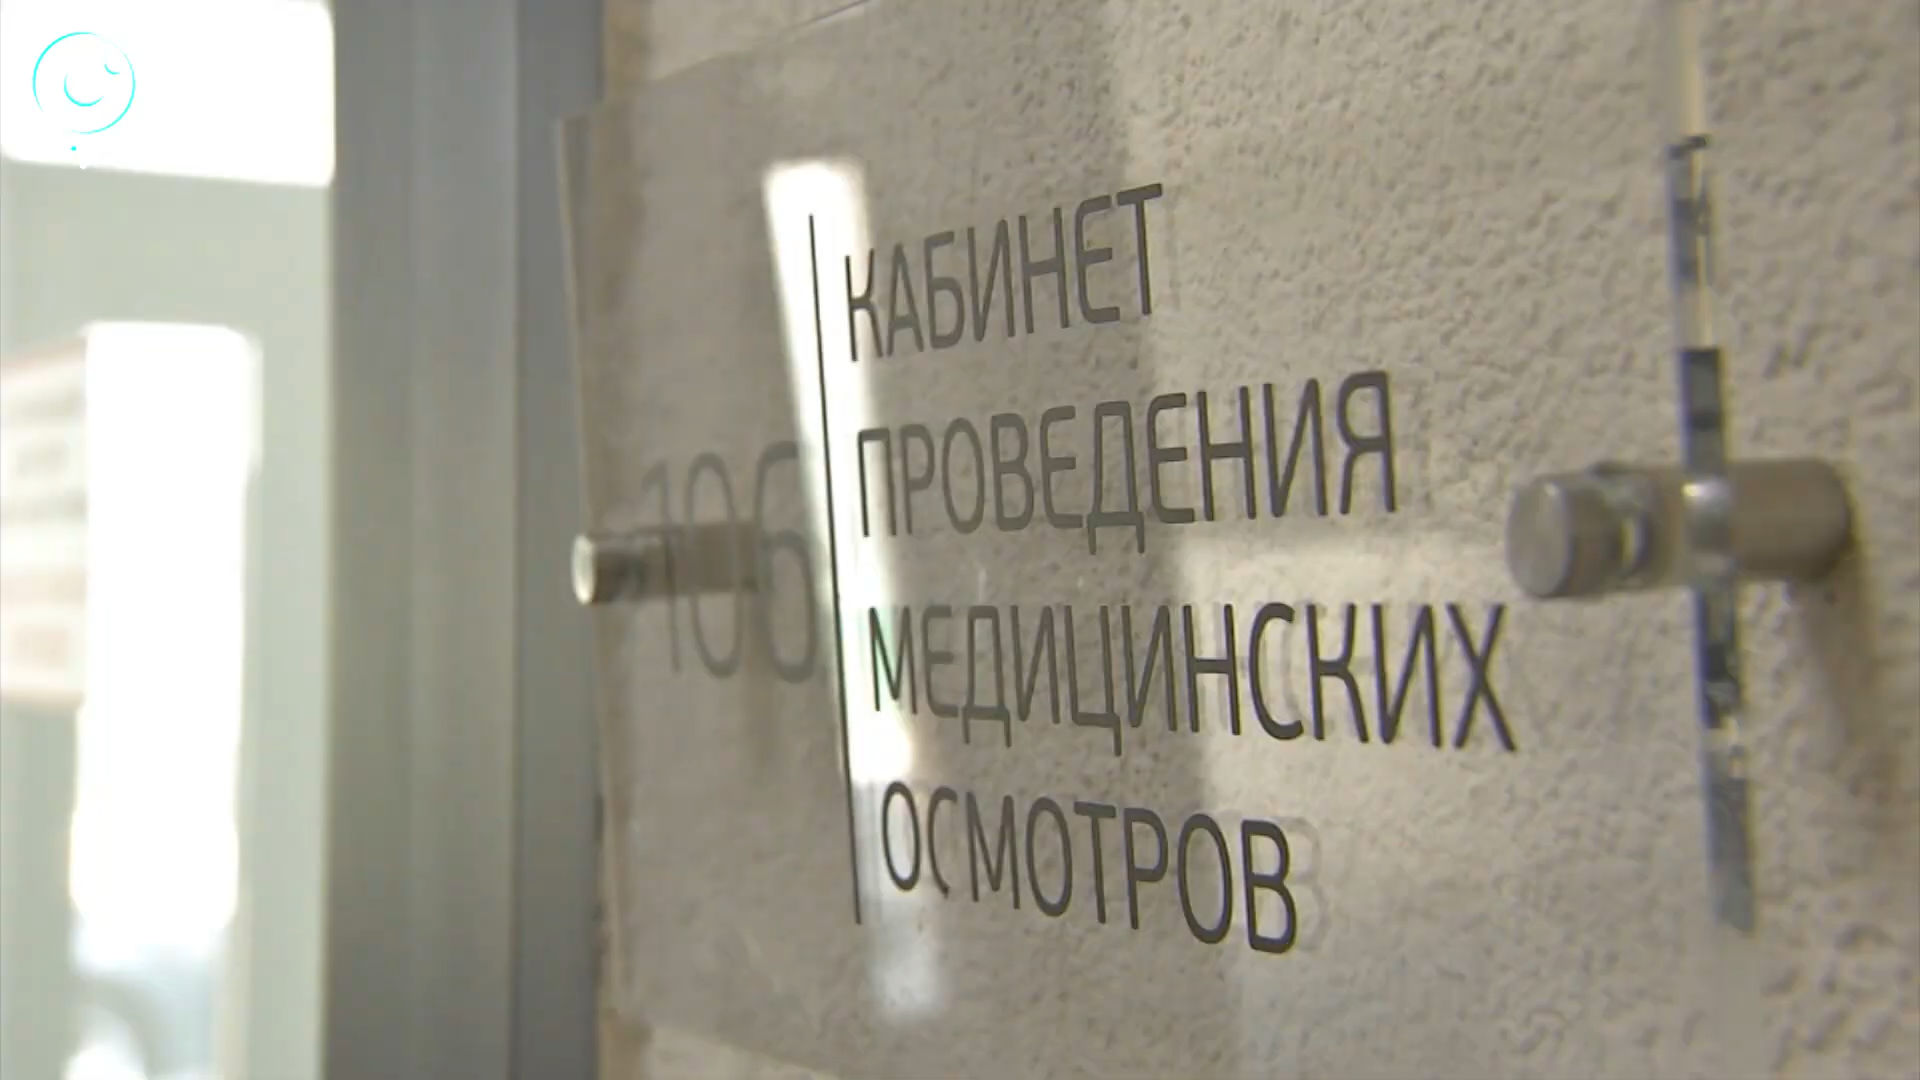 106
КАБИНЕТ
ПРОВЕДЕНИЯ
МЕДИЦИНСКИХ
ОСМОТРОВ